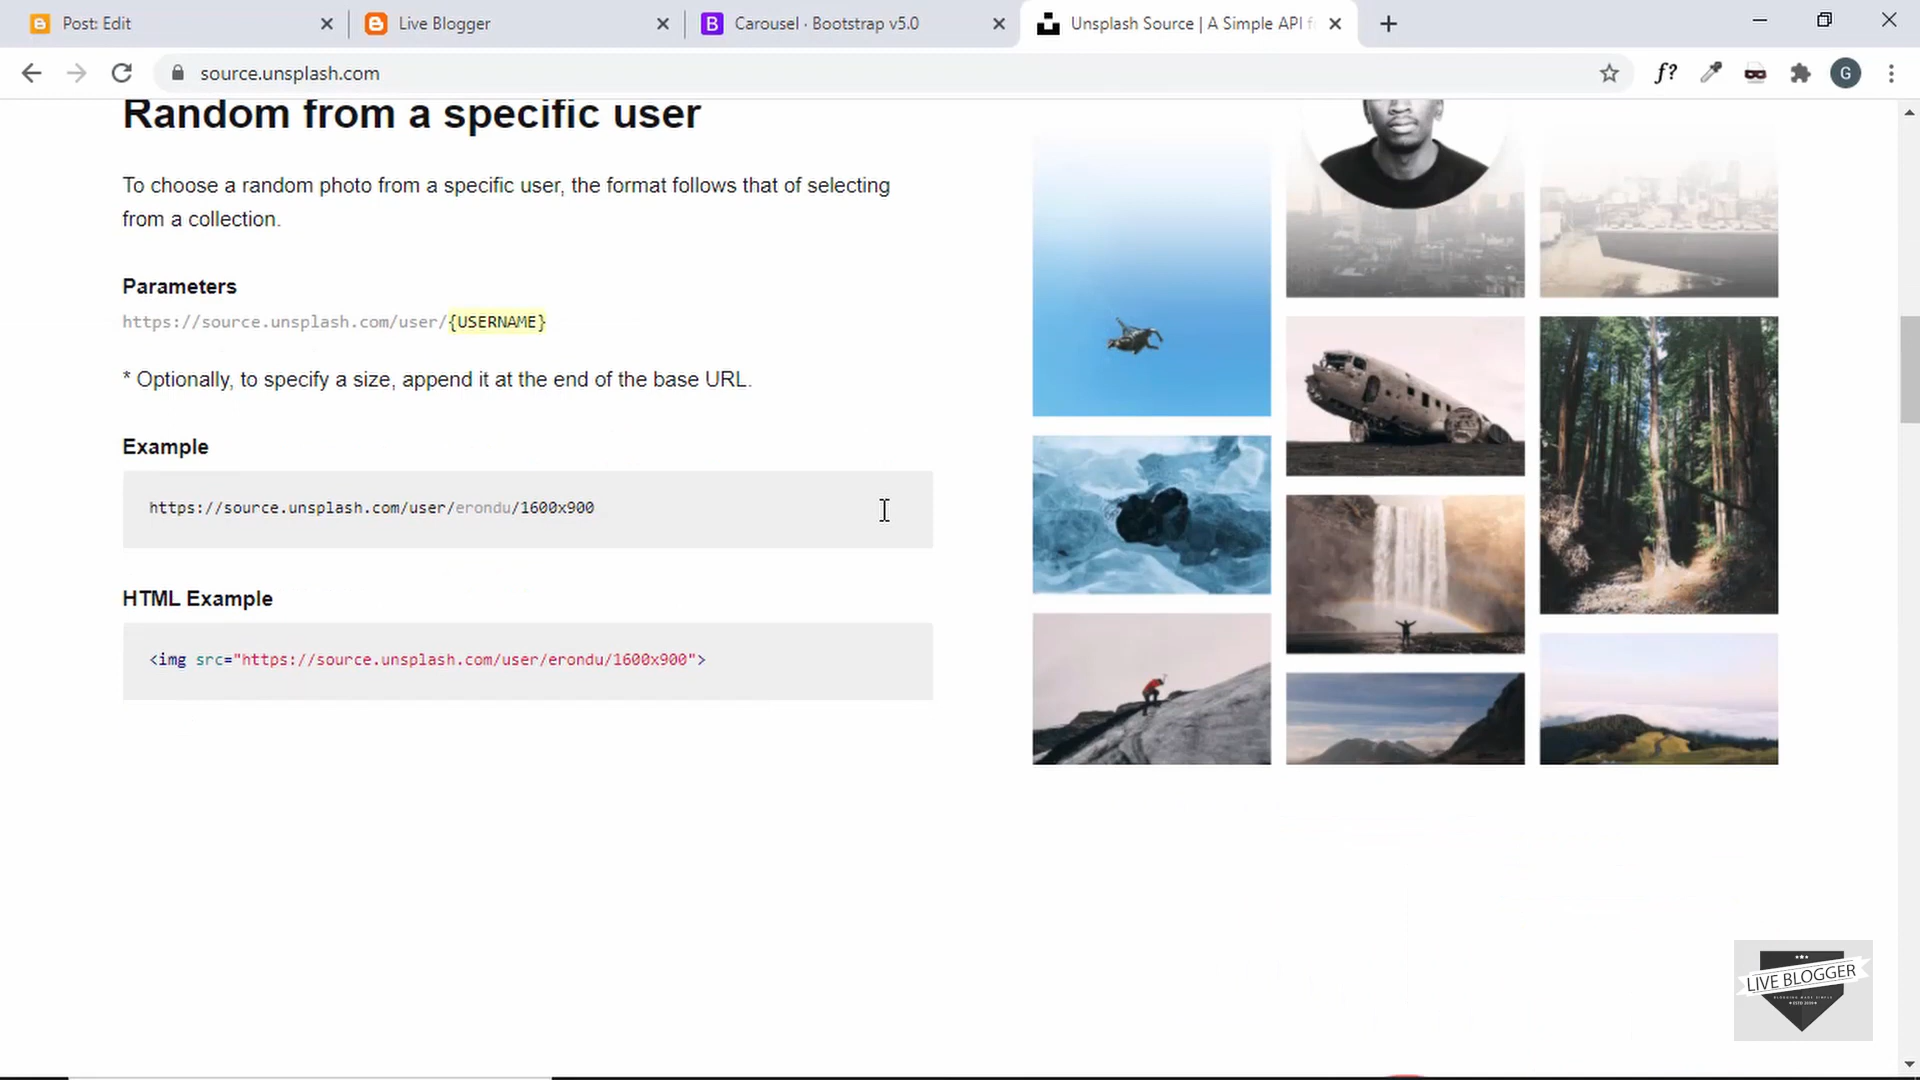 Post: Edit
Live Blogger
Carousel · Bootstrap v5.0
Unsplash Source | A Simple API f
source.unsplash.com
f?
G
Random from a specific user
To choose a random photo from a specific user, the format follows that of selecting
from a collection.
Parameters
https://source.unsplash.com/user/{USERNAME}
* Optionally, to specify a size, append it at the end of the base URL.
Example
https://source.unsplash.com/user/erondu/1600x900
HTML Example
<img src="https://source.unsplash.com/user/erondu/1600x900">
LIVE BLOGGER